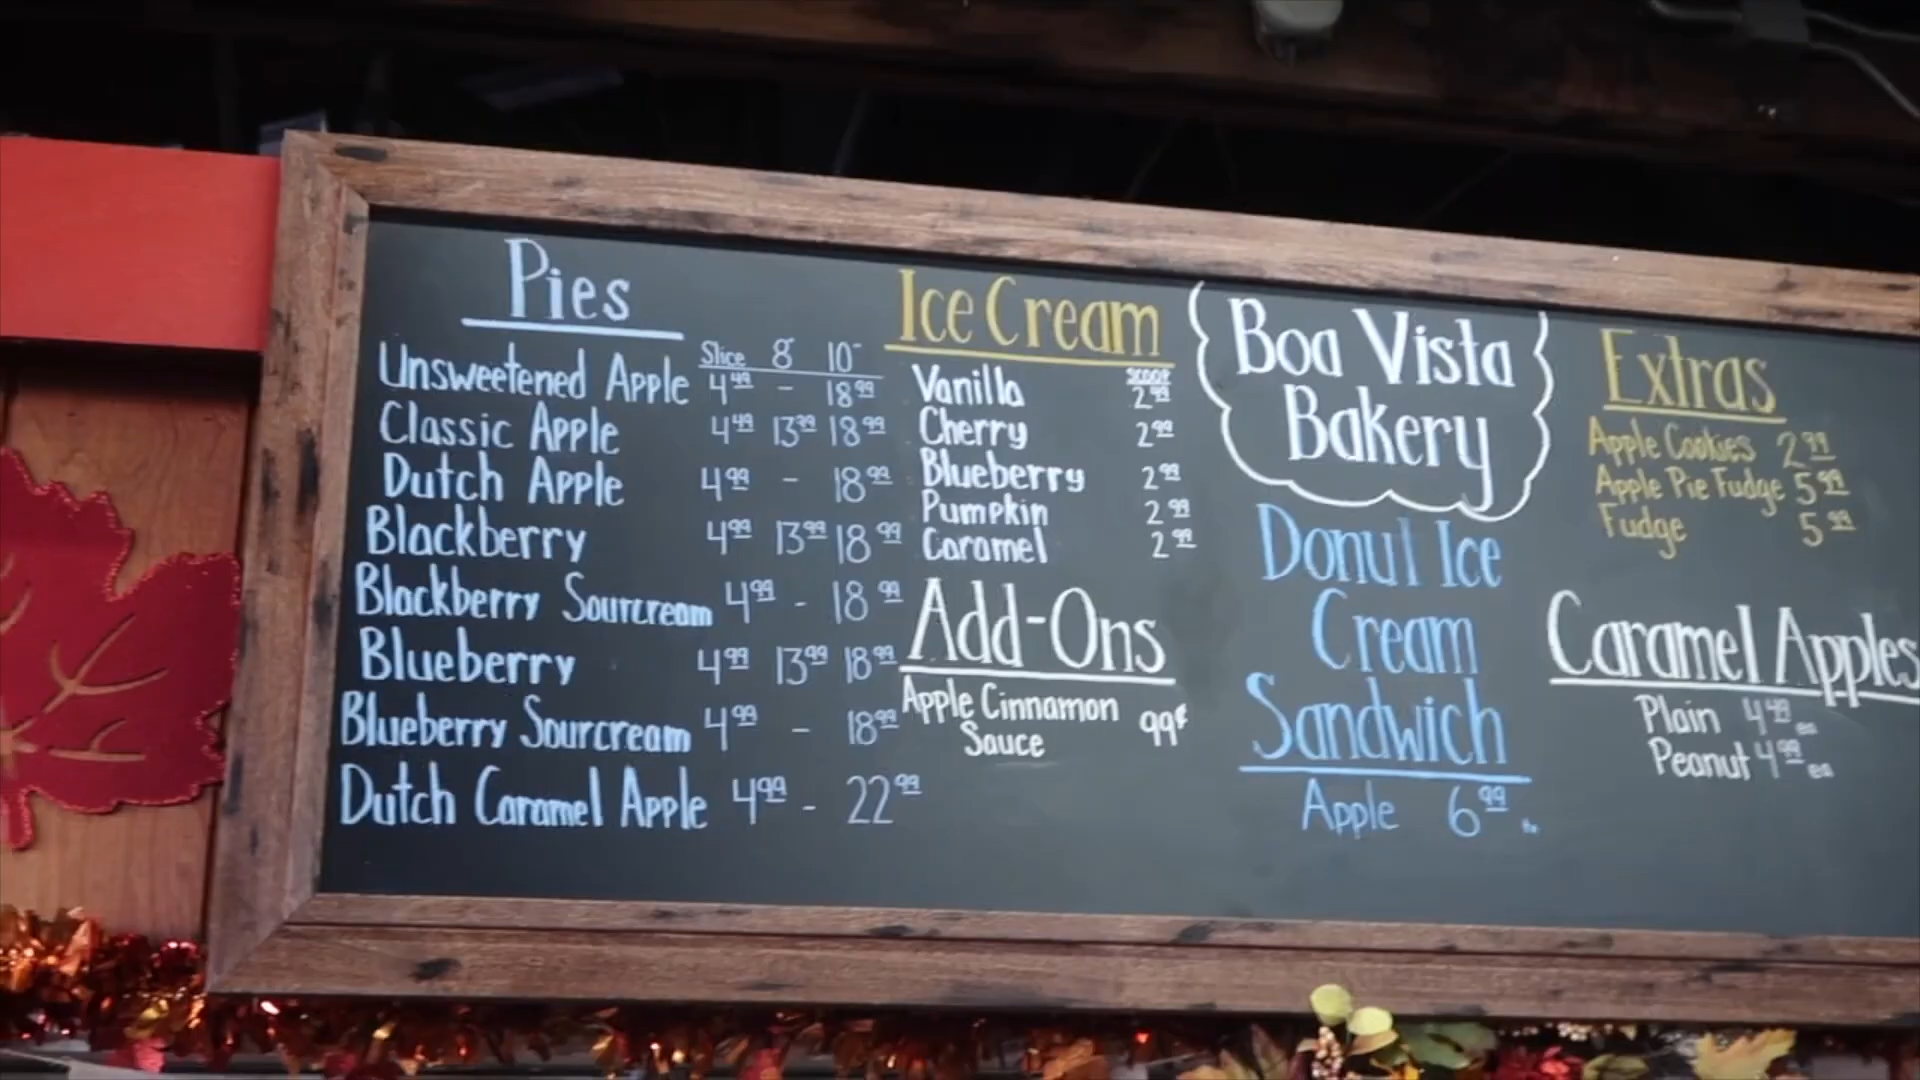 Pies
Slice 8" 10"
Unsweetened Apple 4.49 - 18.99
Classic Apple 4.49 13.99 18.99
Dutch Apple 4.99 - 18.99
Blackberry 4.99 13.99 18.99
Blackberry Sourcream 4.99 - 18.99
Blueberry 4.99 13.99 18.99
Blueberry Sourcream 4.99 - 18.99
Dutch Caramel Apple 4.99 - 22.99
Ice Cream
SCOOP
Vanilla 2.99
Cherry 2.99
Blueberry 2.99
Pumpkin 2.99
Caramel 2.99
Add-Ons
Apple Cinnamon
Sauce 99¢
Boa Vista
Bakery
Donut Ice
Cream
Sandwich
Apple 6.99
Extras
Apple Cookies 2.99
Apple Pie Fudge 5.99
Fudge 5.99
Caramel Apples
Plain 4.49 ea
Peanut 4.99 ea